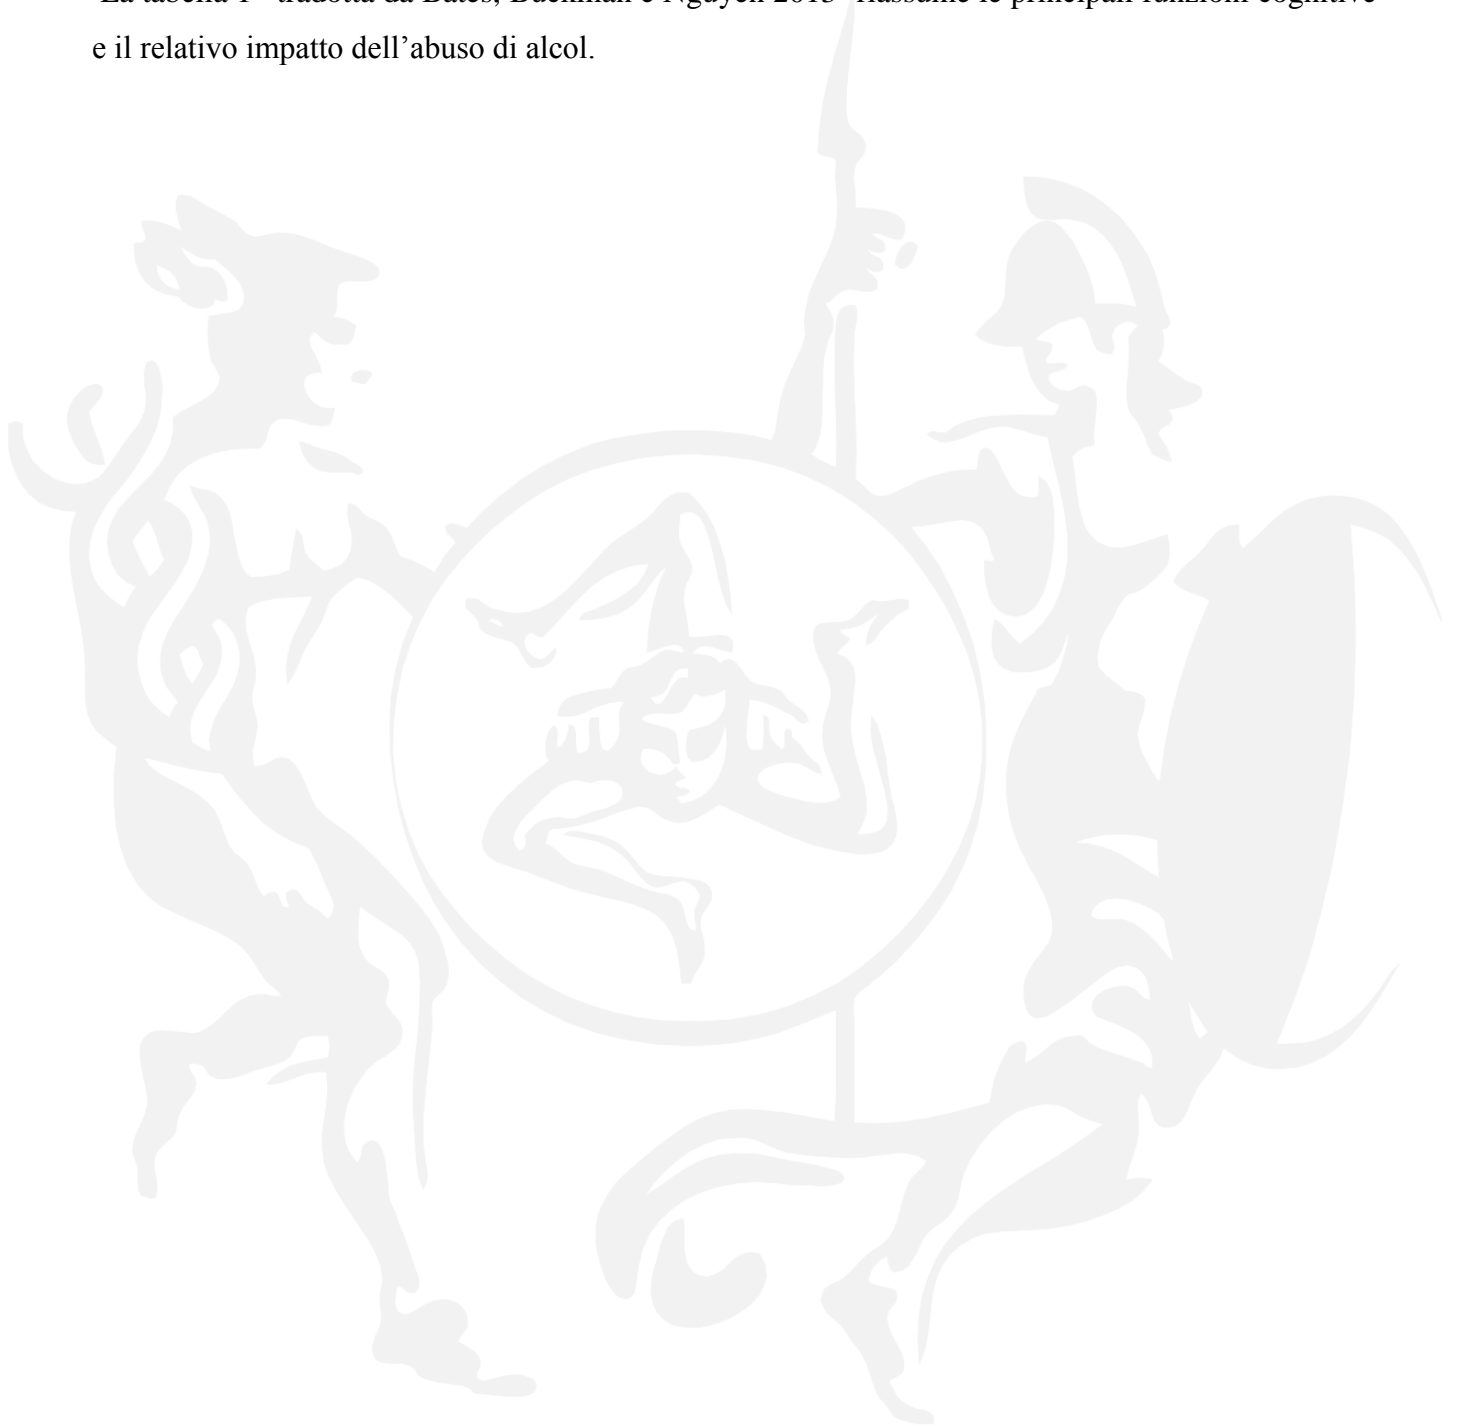 La tabella 1 - tradotta da Bates, Buckman e Nguyen 2013- riassume le principali funzioni cognitive
e il relativo impatto dell’abuso di alcol.